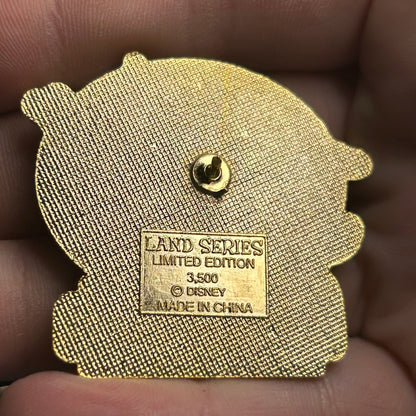 LAND SERIES
LIMITED EDITION
3,500
© DISNEY
MADE IN CHINA